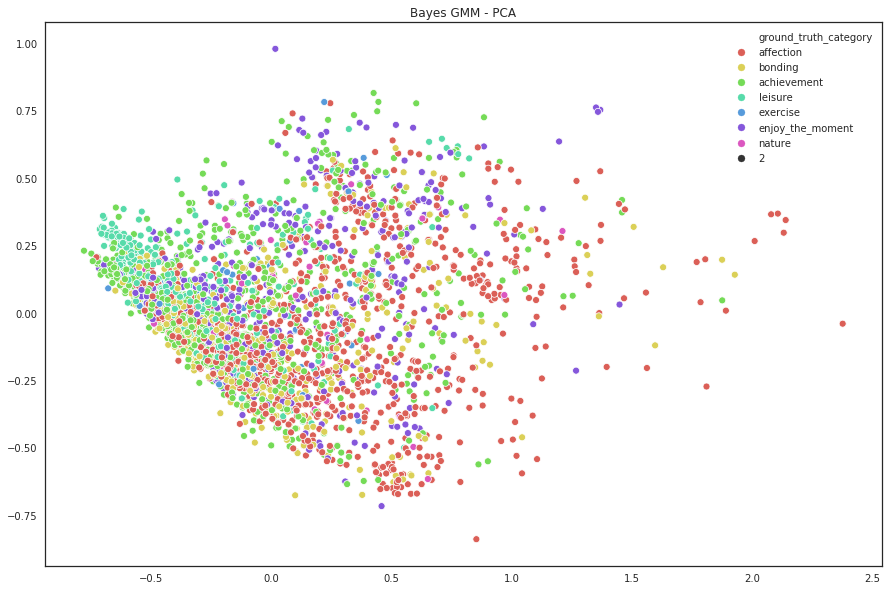 Bayes GMM - PCA
ground_truth_category
affection
bonding
achievement
leisure
exercise
enjoy_the_moment
nature
2
1.00
0.75
0.50
0.25
0.00
−0.25
−0.50
−0.75
−0.5
0.0
0.5
1.0
1.5
2.0
2.5